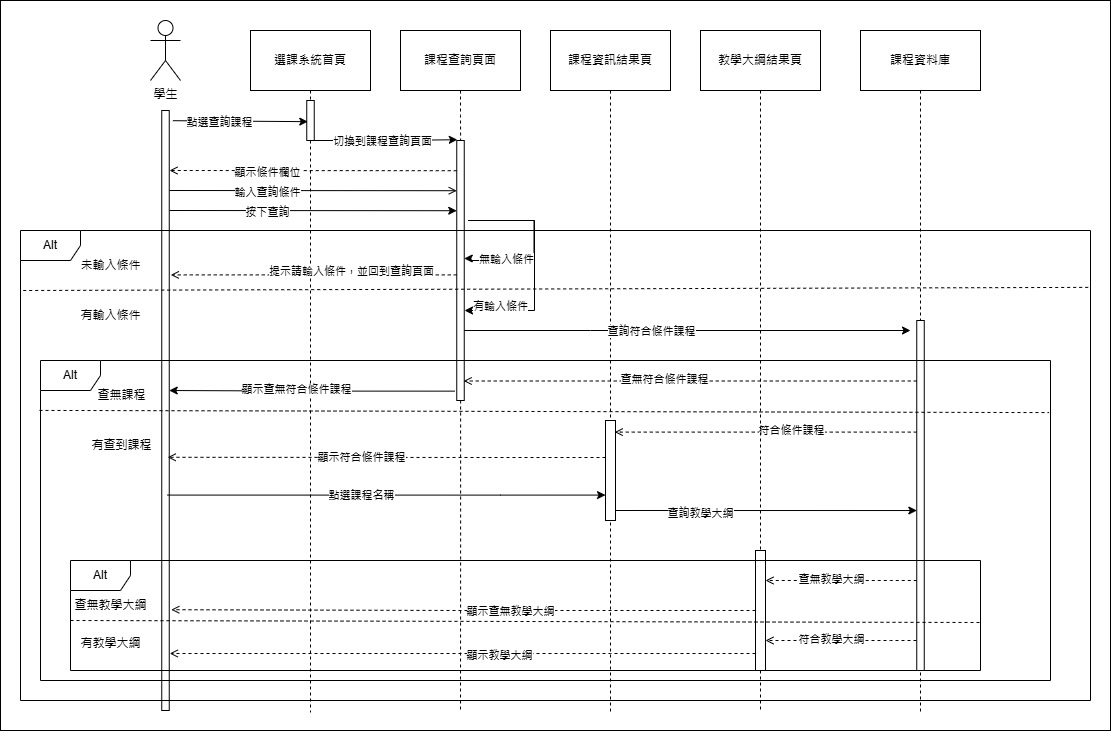 學生
選課系統首頁
課程查詢頁面
課程資訊結果頁
教學大綱結果頁
課程資料庫
點選查詢課程
切換到課程查詢頁面
顯示條件欄位
輸入查詢條件
按下查詢
Alt
未輸入條件
無輸入條件
提示請輸入條件，並回到查詢頁面
有輸入條件
有輸入條件
查詢符合條件課程
Alt
查無課程
查無符合條件課程
顯示查無符合條件課程
有查到課程
符合條件課程
顯示符合條件課程
點選課程名稱
查詢教學大綱
Alt
查無教學大綱
查無教學大綱
顯示查無教學大綱
有教學大綱
符合教學大綱
顯示教學大綱